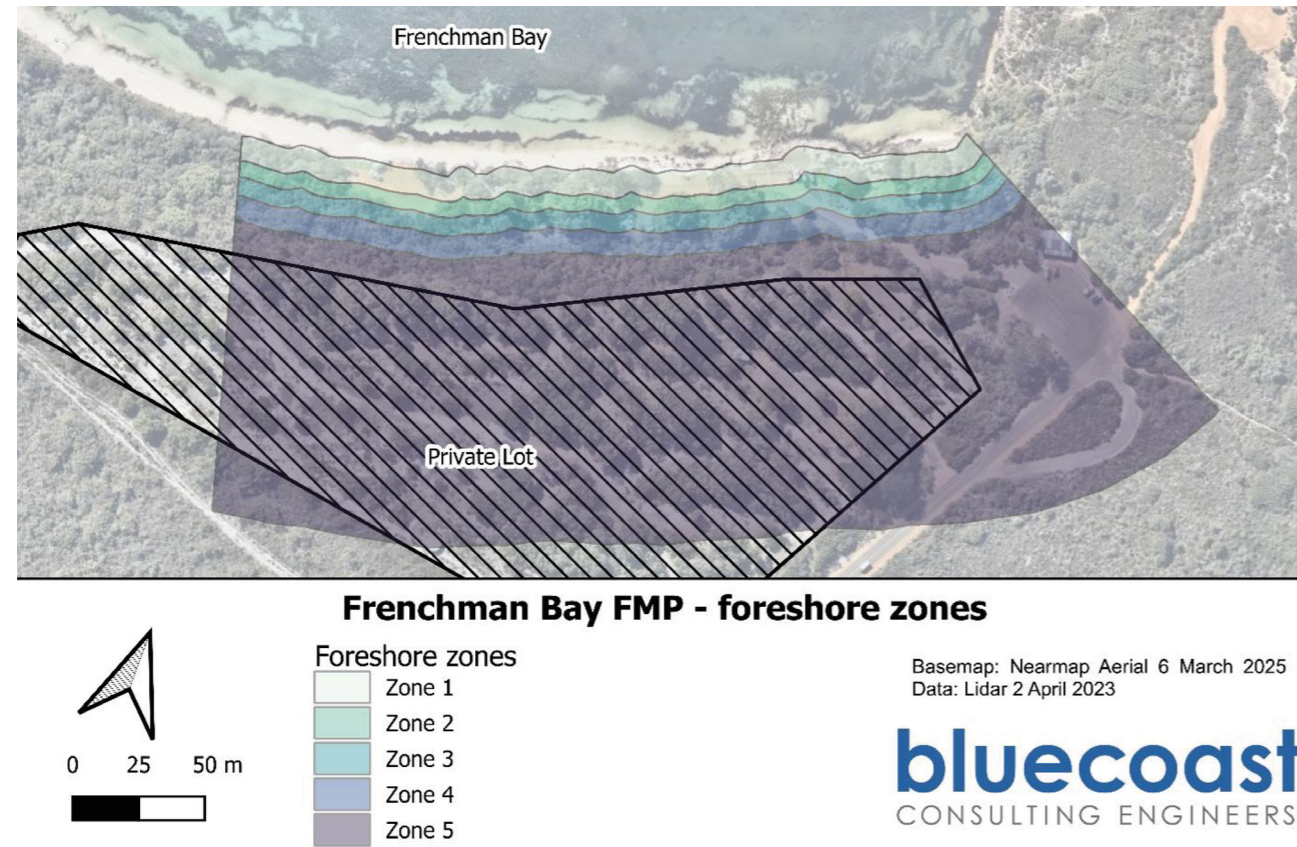 Frenchman Bay
Private Lot
Frenchman Bay FMP - foreshore zones
0 25 50 m
Foreshore zones
Zone 1
Zone 2
Zone 3
Zone 4
Zone 5
Basemap: Nearmap Aerial 6 March 2025
Data: Lidar 2 April 2023
bluecoast
CONSULTING ENGINEERS